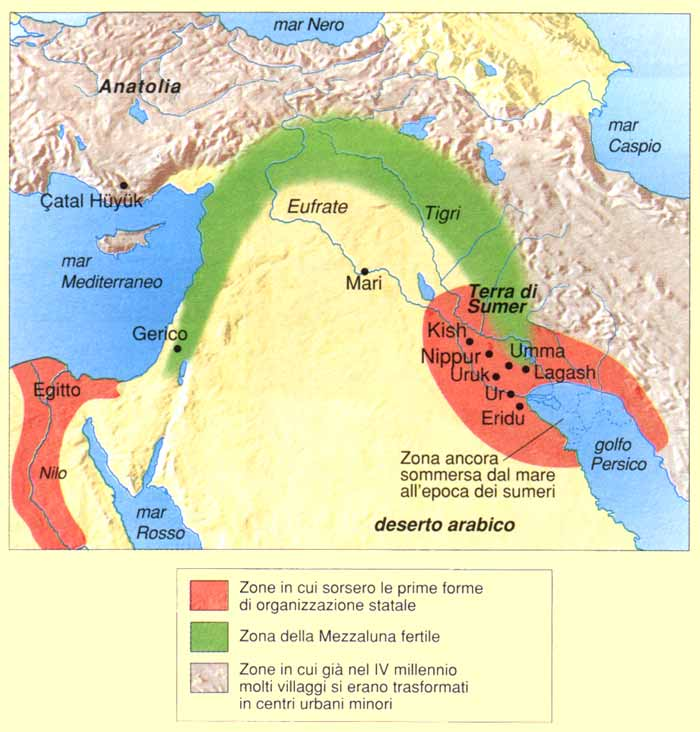 mar Nero
Anatolia
mar
Caspio
Çatal Hüyük
Eufrate
Tigri
mar
Mediterraneo
Mari
Terra di
Sumer
Gerico
Kish
Nippur
Umma
Uruk
Lagash
Egitto
Ur
Eridu
golfo
Persico
Zona ancora
sommersa dal mare
all'epoca dei sumeri
Nilo
mar
Rosso
deserto arabico
Zone in cui sorsero le prime forme
di organizzazione statale
Zona della Mezzaluna fertile
Zone in cui già nel IV millennio
molti villaggi si erano trasformati
in centri urbani minori